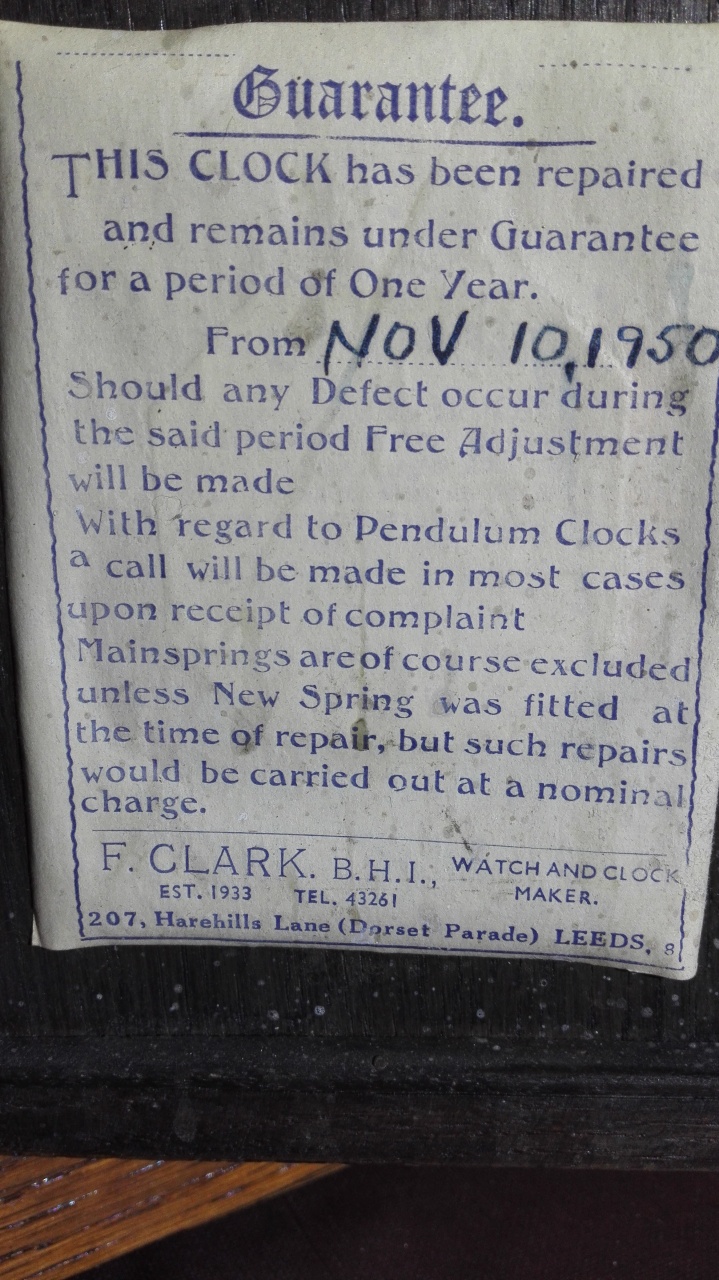 Guarantee.
THIS CLOCK has been repaired
and remains under Guarantee
for a period of One Year.
From NOV 10, 1950
Should any Defect occur during
the said period Free Adjustment
will be made
With regard to Pendulum Clocks
a call will be made in most cases
upon receipt of complaint
Mainsprings are of course excluded
unless New Spring was fitted at
the time of repair, but such repairs
would be carried out at a nominal
charge.
F. CLARK. B.H.I., WATCH AND CLOCK
EST. 1933 TEL. 43261 MAKER.
207, Harehills Lane (Dorset Parade) LEEDS, 8